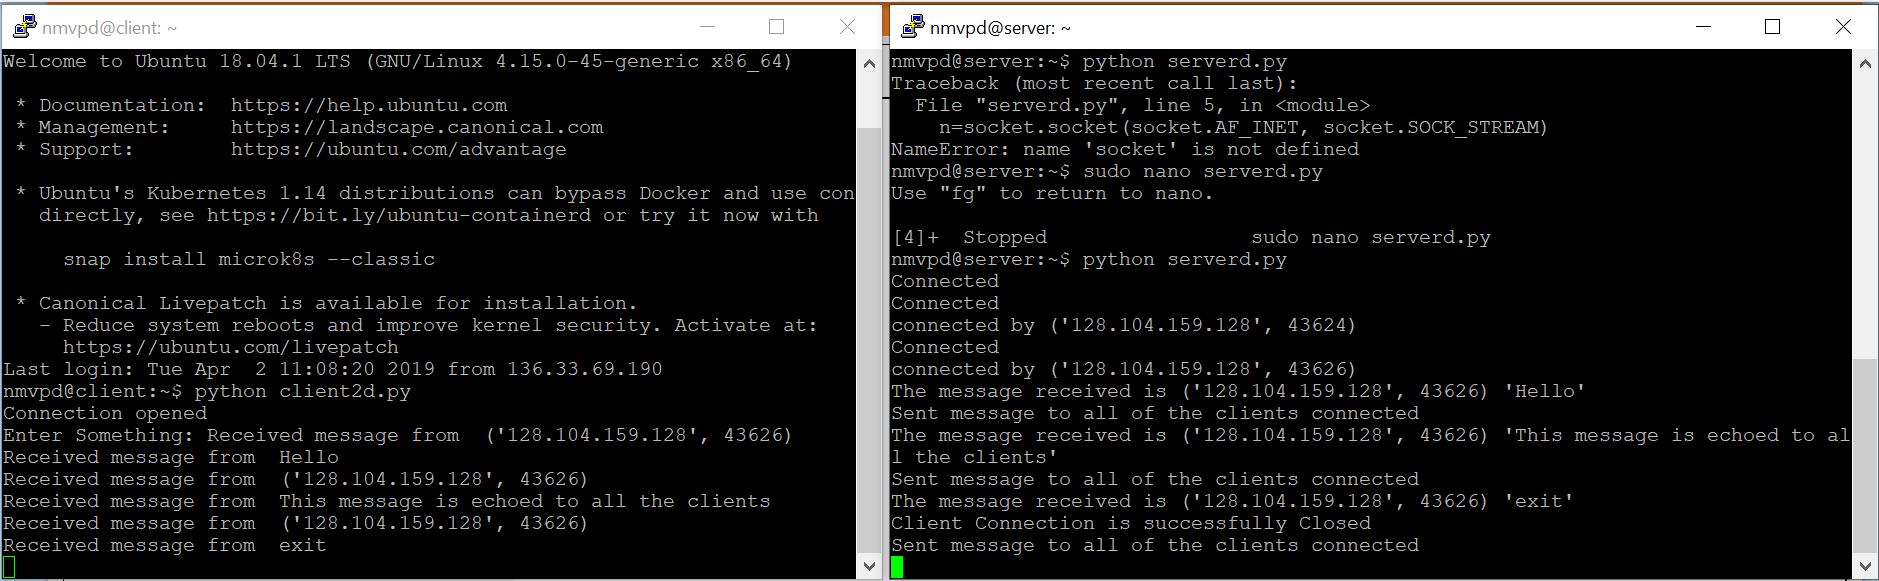 nmvpd@client: ~
Welcome to Ubuntu 18.04.1 LTS (GNU/Linux 4.15.0-45-generic x86_64)
* Documentation:  https://help.ubuntu.com
* Management:     https://landscape.canonical.com
* Support:        https://ubuntu.com/advantage
* Ubuntu's Kubernetes 1.14 distributions can bypass Docker and use con
directly, see https://bit.ly/ubuntu-containerd or try it now with
snap install microk8s --classic
* Canonical Livepatch is available for installation.
- Reduce system reboots and improve kernel security. Activate at:
https://ubuntu.com/livepatch
Last login: Tue Apr  2 11:08:20 2019 from 136.33.69.190
nmvpd@client:~$ python client2d.py
Connection opened
Enter Something: Received message from  ('128.104.159.128', 43626)
Received message from  Hello
Received message from  ('128.104.159.128', 43626)
Received message from  This message is echoed to all the clients
Received message from  ('128.104.159.128', 43626)
Received message from  exit
nmvpd@server: ~
nmvpd@server:~$ python serverd.py
Traceback (most recent call last):
File "serverd.py", line 5, in <module>
n=socket.socket(socket.AF_INET, socket.SOCK_STREAM)
NameError: name 'socket' is not defined
nmvpd@server:~$ sudo nano serverd.py
Use "fg" to return to nano.
[4]+  Stopped                 sudo nano serverd.py
nmvpd@server:~$ python serverd.py
Connected
Connected
connected by ('128.104.159.128', 43624)
Connected
connected by ('128.104.159.128', 43626)
The message received is ('128.104.159.128', 43626) 'Hello'
Sent message to all of the clients connected
The message received is ('128.104.159.128', 43626) 'This message is echoed to al
l the clients'
Sent message to all of the clients connected
The message received is ('128.104.159.128', 43626) 'exit'
Client Connection is successfully Closed
Sent message to all of the clients connected